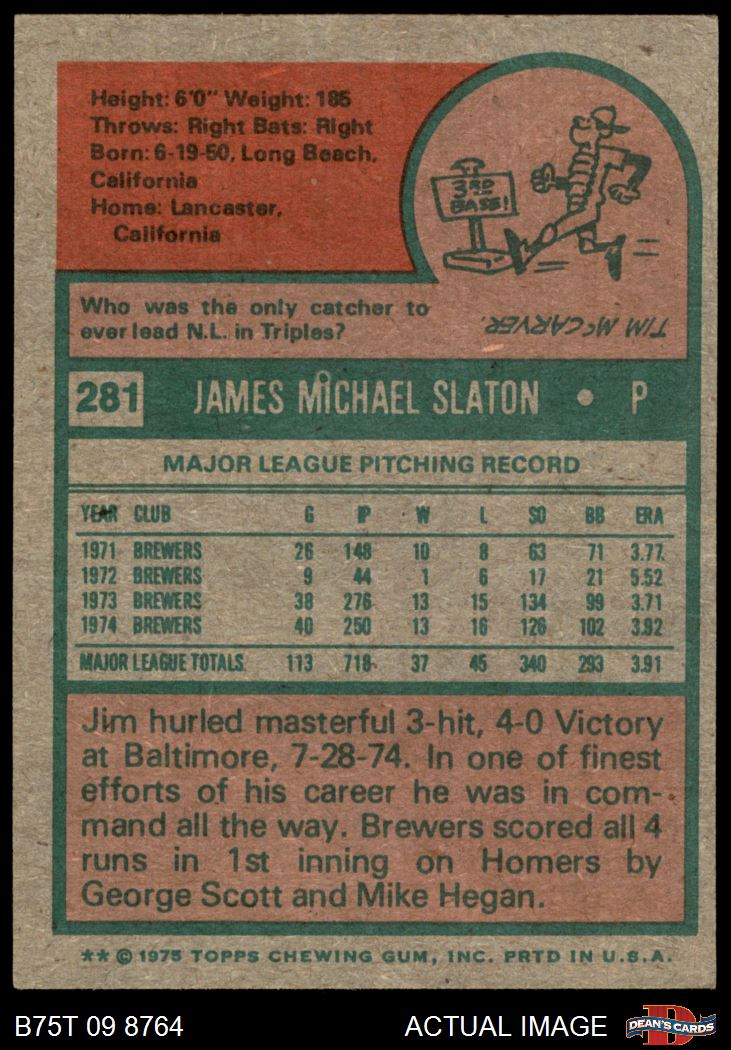 Height: 6'0" Weight: 185
Throws: Right Bats: Right
Born: 6-19-50, Long Beach,
California
Home: Lancaster,
California
3RD
BASE!
Who was the only catcher to
ever lead N.L. in Triples?
TIM McCARVER.
281 JAMES MICHAEL SLATON • P
MAJOR LEAGUE PITCHING RECORD
YEAR CLUB G IP W L SO BB ERA
1971 BREWERS 26 148 10 8 63 71 3.77
1972 BREWERS 9 44 1 6 17 21 5.52
1973 BREWERS 38 276 13 15 134 99 3.71
1974 BREWERS 40 250 13 16 126 102 3.92
MAJOR LEAGUE TOTALS 113 718 37 45 340 293 3.91
Jim hurled masterful 3-hit, 4-0 Victory
at Baltimore, 7-28-74. In one of finest
efforts of his career he was in com-
mand all the way. Brewers scored all 4
runs in 1st inning on Homers by
George Scott and Mike Hegan.
** © 1975 TOPPS CHEWING GUM, INC. PRTD IN U.S.A.
B75T 09 8764 ACTUAL IMAGE D DEAN'S CARDS